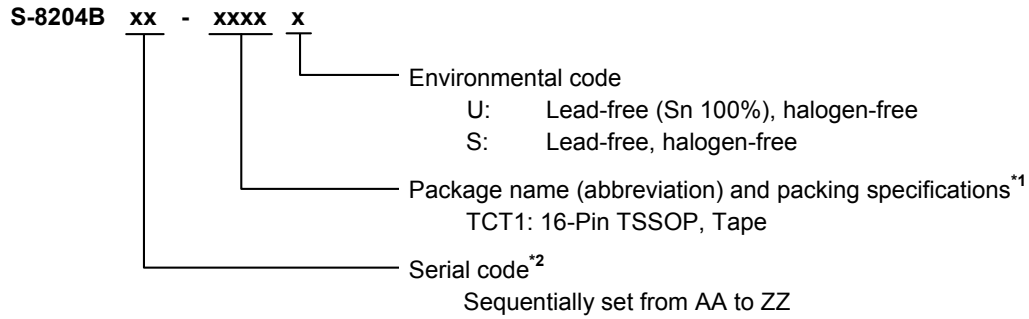 S-8204B xx - xxxx x
Environmental code
U: Lead-free (Sn 100%), halogen-free
S: Lead-free, halogen-free
Package name (abbreviation) and packing specifications*1
TCT1: 16-Pin TSSOP, Tape
Serial code*2
Sequentially set from AA to ZZ